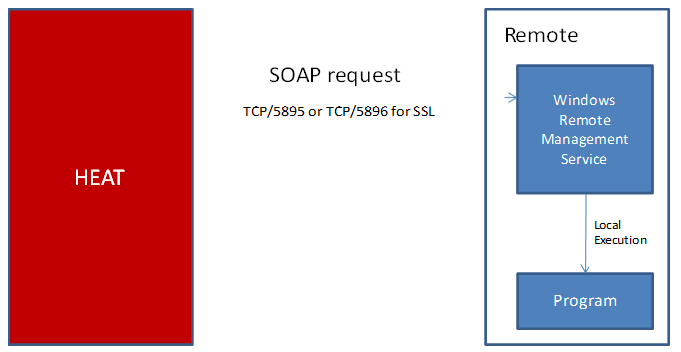 HEAT
SOAP request
TCP/5895 or TCP/5896 for SSL
Remote
Windows
Remote
Management
Service
Local
Execution
Program